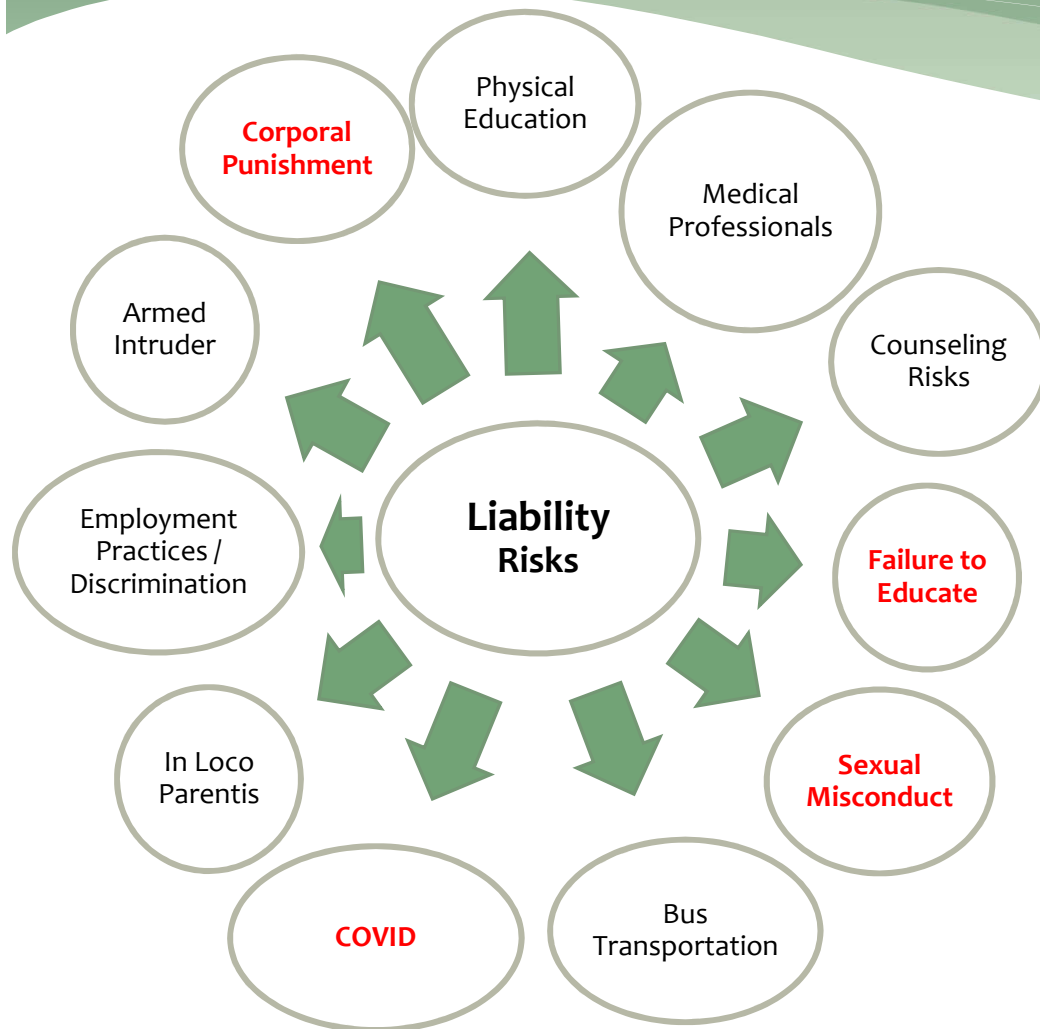 Liability
Risks
Physical
Education
Medical
Professionals
Counseling
Risks
Failure to
Educate
Sexual
Misconduct
Bus
Transportation
COVID
In Loco
Parentis
Employment
Practices /
Discrimination
Armed
Intruder
Corporal
Punishment